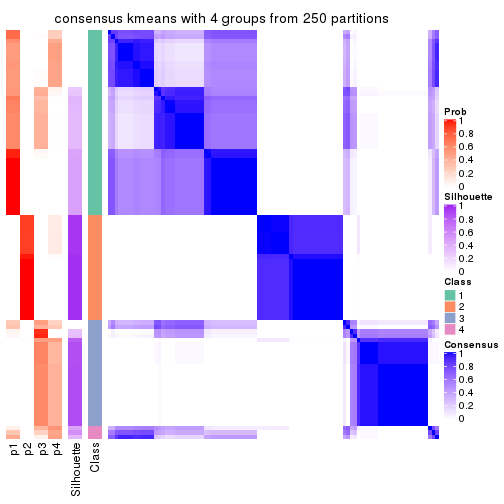 consensus kmeans with 4 groups from 250 partitions
Prob
1
0.8
0.6
0.4
0.2
0
Silhouette
1
0.8
0.6
0.4
0.2
0
Class
1
2
3
4
Consensus
1
0.8
0.6
0.4
0.2
0
p1
p2
p3
p4
Silhouette
Class